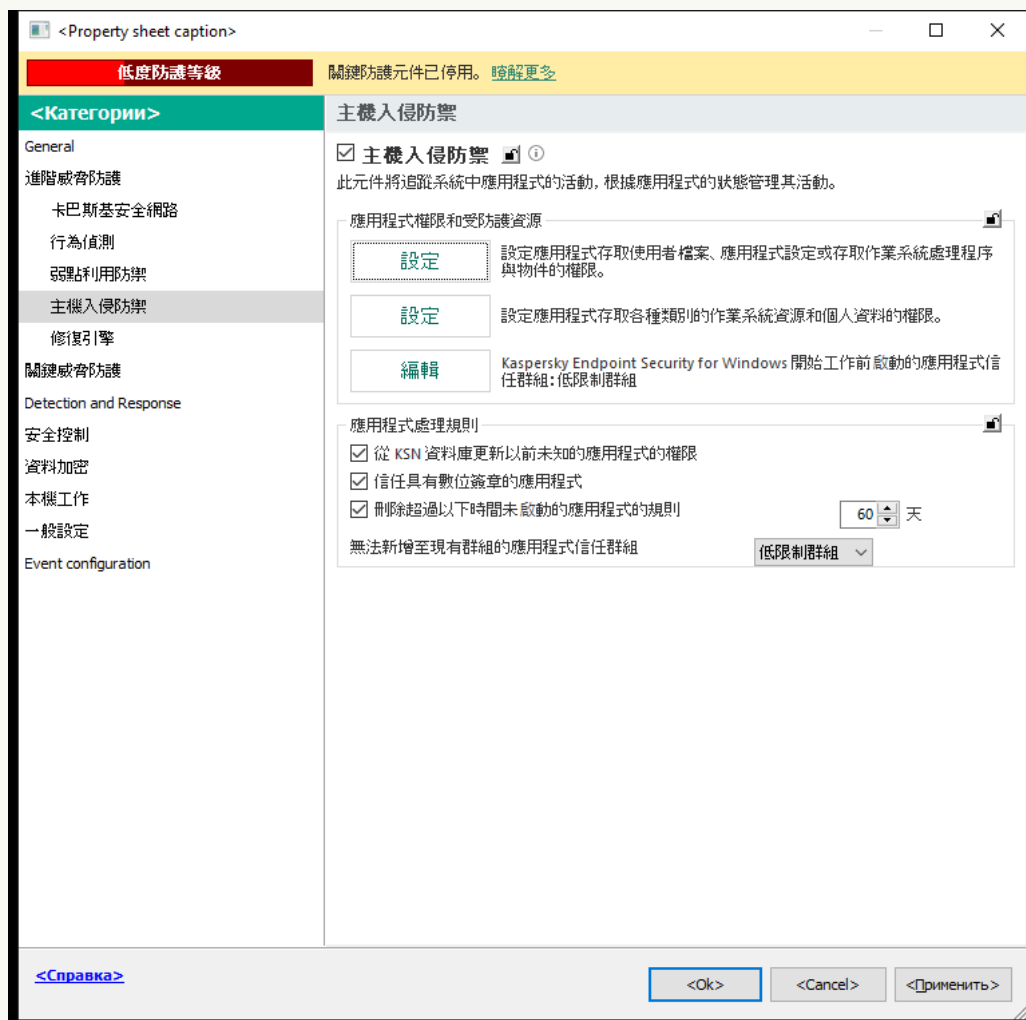 <Property sheet caption>
低度防護等級
關鍵防護元件已停用。 瞭解更多
<Категории>
主機入侵防禦
General
進階威脅防護
卡巴斯基安全網路
行為偵測
弱點利用防禦
主機入侵防禦
修復引擎
關鍵威脅防護
Detection and Response
安全控制
資料加密
本機工作
一般設定
Event configuration
主機入侵防禦
此元件將追蹤系統中應用程式的活動, 根據應用程式的狀態管理其活動。
應用程式權限和受防護資源
設定
設定應用程式存取使用者檔案、應用程式設定或存取作業系統處理程序
與物件的權限。
設定
設定應用程式存取各種類別的作業系統資源和個人資料的權限。
編輯
Kaspersky Endpoint Security for Windows 開始工作前啟動的應用程式信
任群組: 低限制群組
應用程式處理規則
從 KSN 資料庫更新以前未知的應用程式的權限
信任具有數位簽章的應用程式
刪除超過以下時間未啟動的應用程式的規則
60 天
無法新增至現有群組的應用程式信任群組
低限制群組
<Справка>
<Ok>
<Cancel>
<Применить>